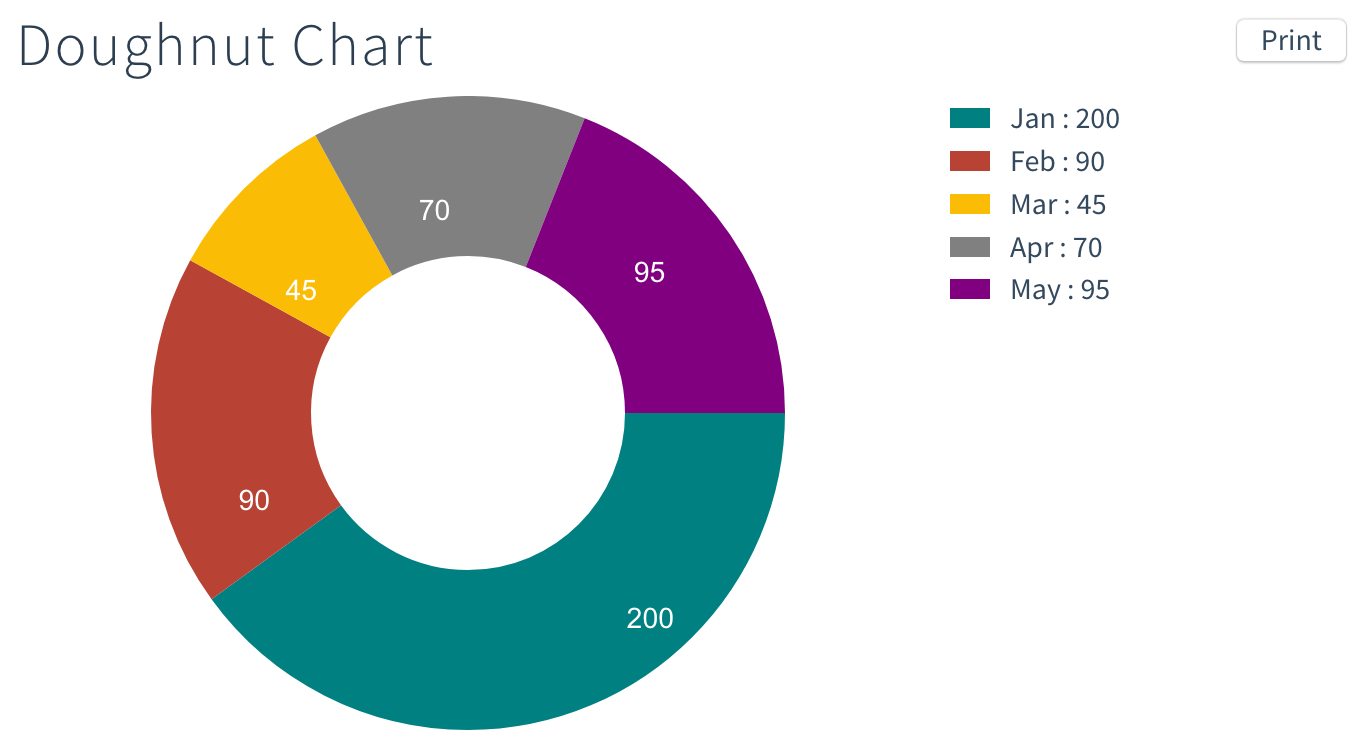 Doughnut Chart
Print
Jan : 200
Feb : 90
Mar : 45
Apr : 70
May : 95
70
95
45
90
200